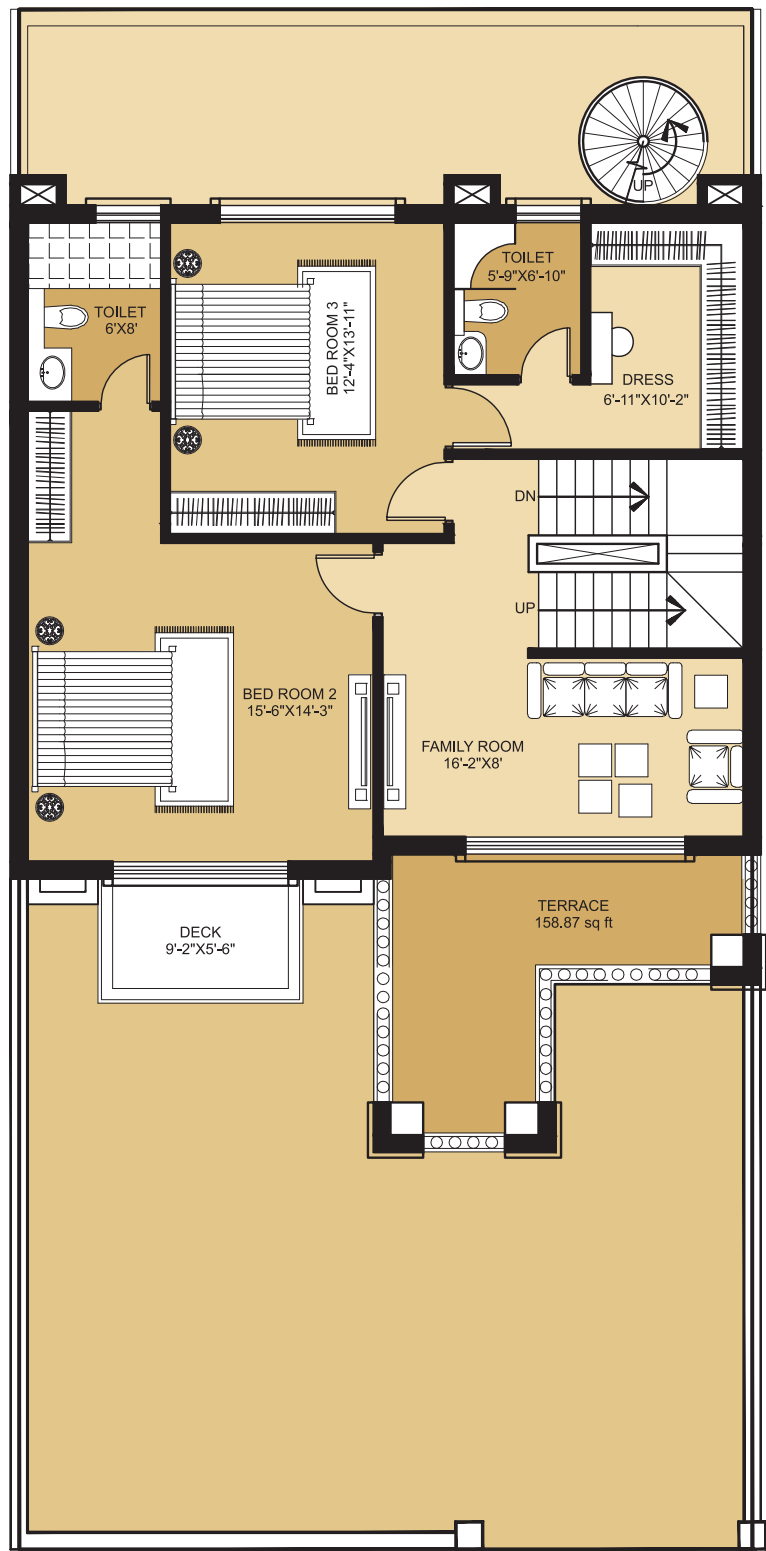 UP
TOILET
5'-9"X6'-10"
TOILET
6'X8'
BED ROOM 3
12'-4"X13'-11"
DRESS
6'-11"X10'-2"
DN
UP
BED ROOM 2
15'-6"X14'-3"
FAMILY ROOM
16'-2"X8'
TERRACE
158.87 sq ft
DECK
9'-2"X5'-6"